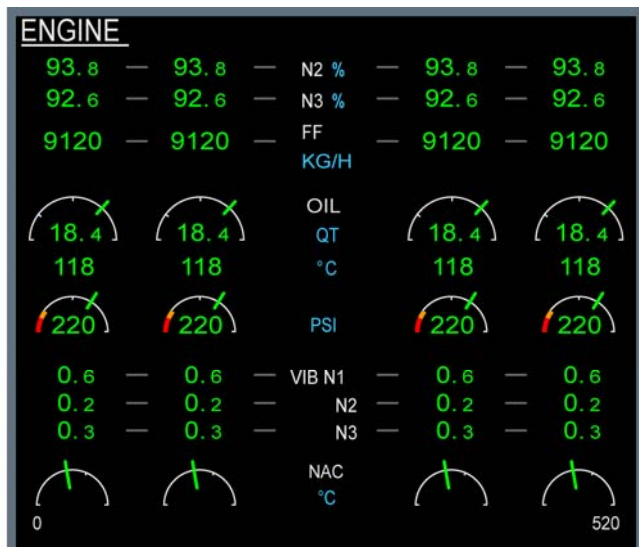 ENGINE
93.8 — 93.8 — N2 % — 93.8 — 93.8
92.6 — 92.6 — N3 % — 92.6 — 92.6
9120 — 9120 — FF — 9120 — 9120
KG/H
OIL
18.4 18.4 QT 18.4 18.4
118 118 °C 118 118
220 220 PSI 220 220
0.6 — 0.6 — VIB N1 — 0.6 — 0.6
0.2 — 0.2 — N2 — 0.2 — 0.2
0.3 — 0.3 — N3 — 0.3 — 0.3
NAC
°C
0 520